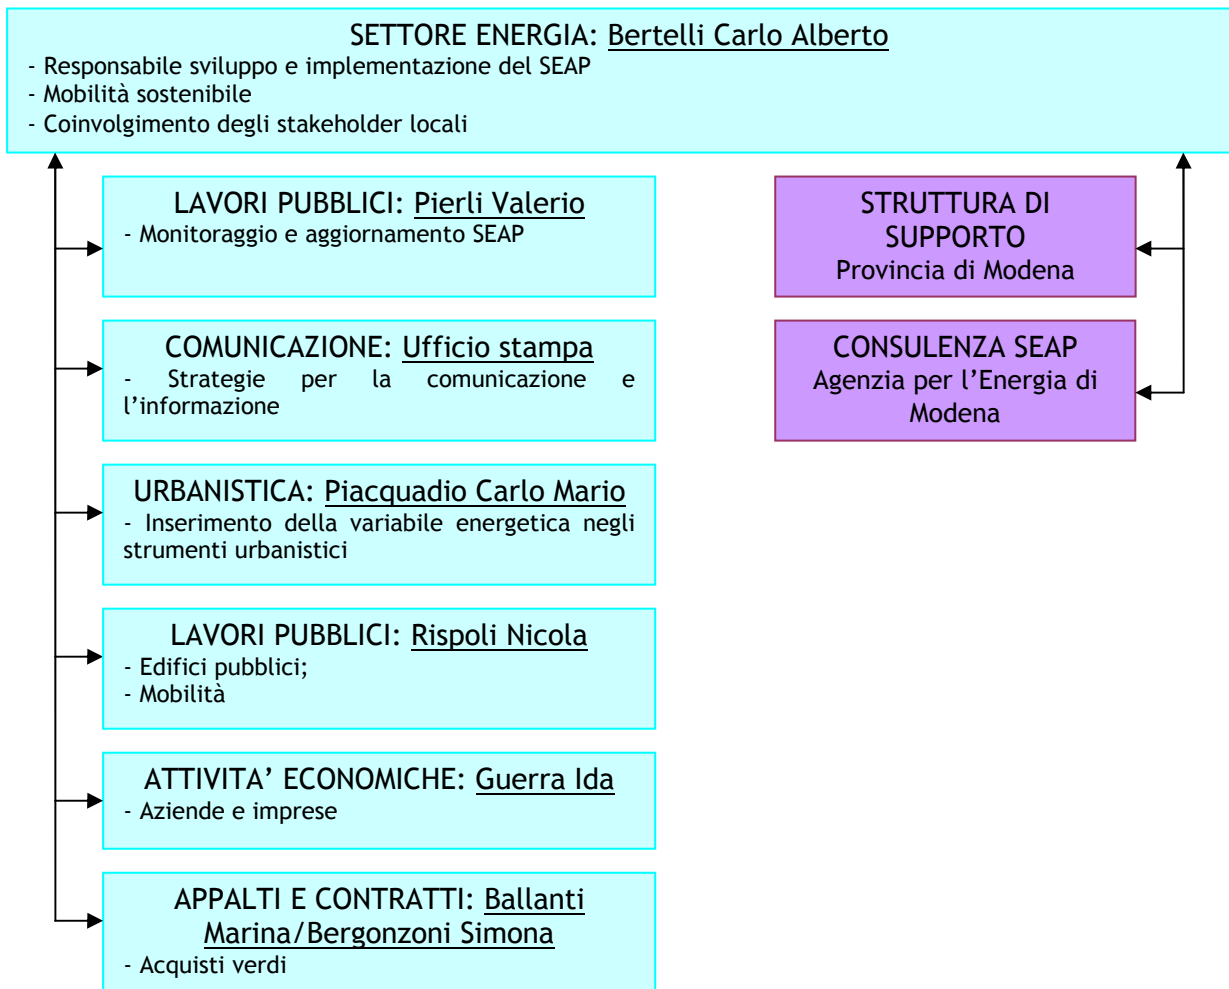 SETTORE ENERGIA: Bertelli Carlo Alberto
- Responsabile sviluppo e implementazione del SEAP
- Mobilità sostenibile
- Coinvolgimento degli stakeholder locali
LAVORI PUBBLICI: Pierli Valerio
- Monitoraggio e aggiornamento SEAP
COMUNICAZIONE: Ufficio stampa
- Strategie per la comunicazione e
l’informazione
URBANISTICA: Piacquadio Carlo Mario
- Inserimento della variabile energetica negli
strumenti urbanistici
LAVORI PUBBLICI: Rispoli Nicola
- Edifici pubblici;
- Mobilità
ATTIVITA’ ECONOMICHE: Guerra Ida
- Aziende e imprese
APPALTI E CONTRATTI: Ballanti
Marina/Bergonzoni Simona
- Acquisti verdi
STRUTTURA DI
SUPPORTO
Provincia di Modena
CONSULENZA SEAP
Agenzia per l’Energia di
Modena